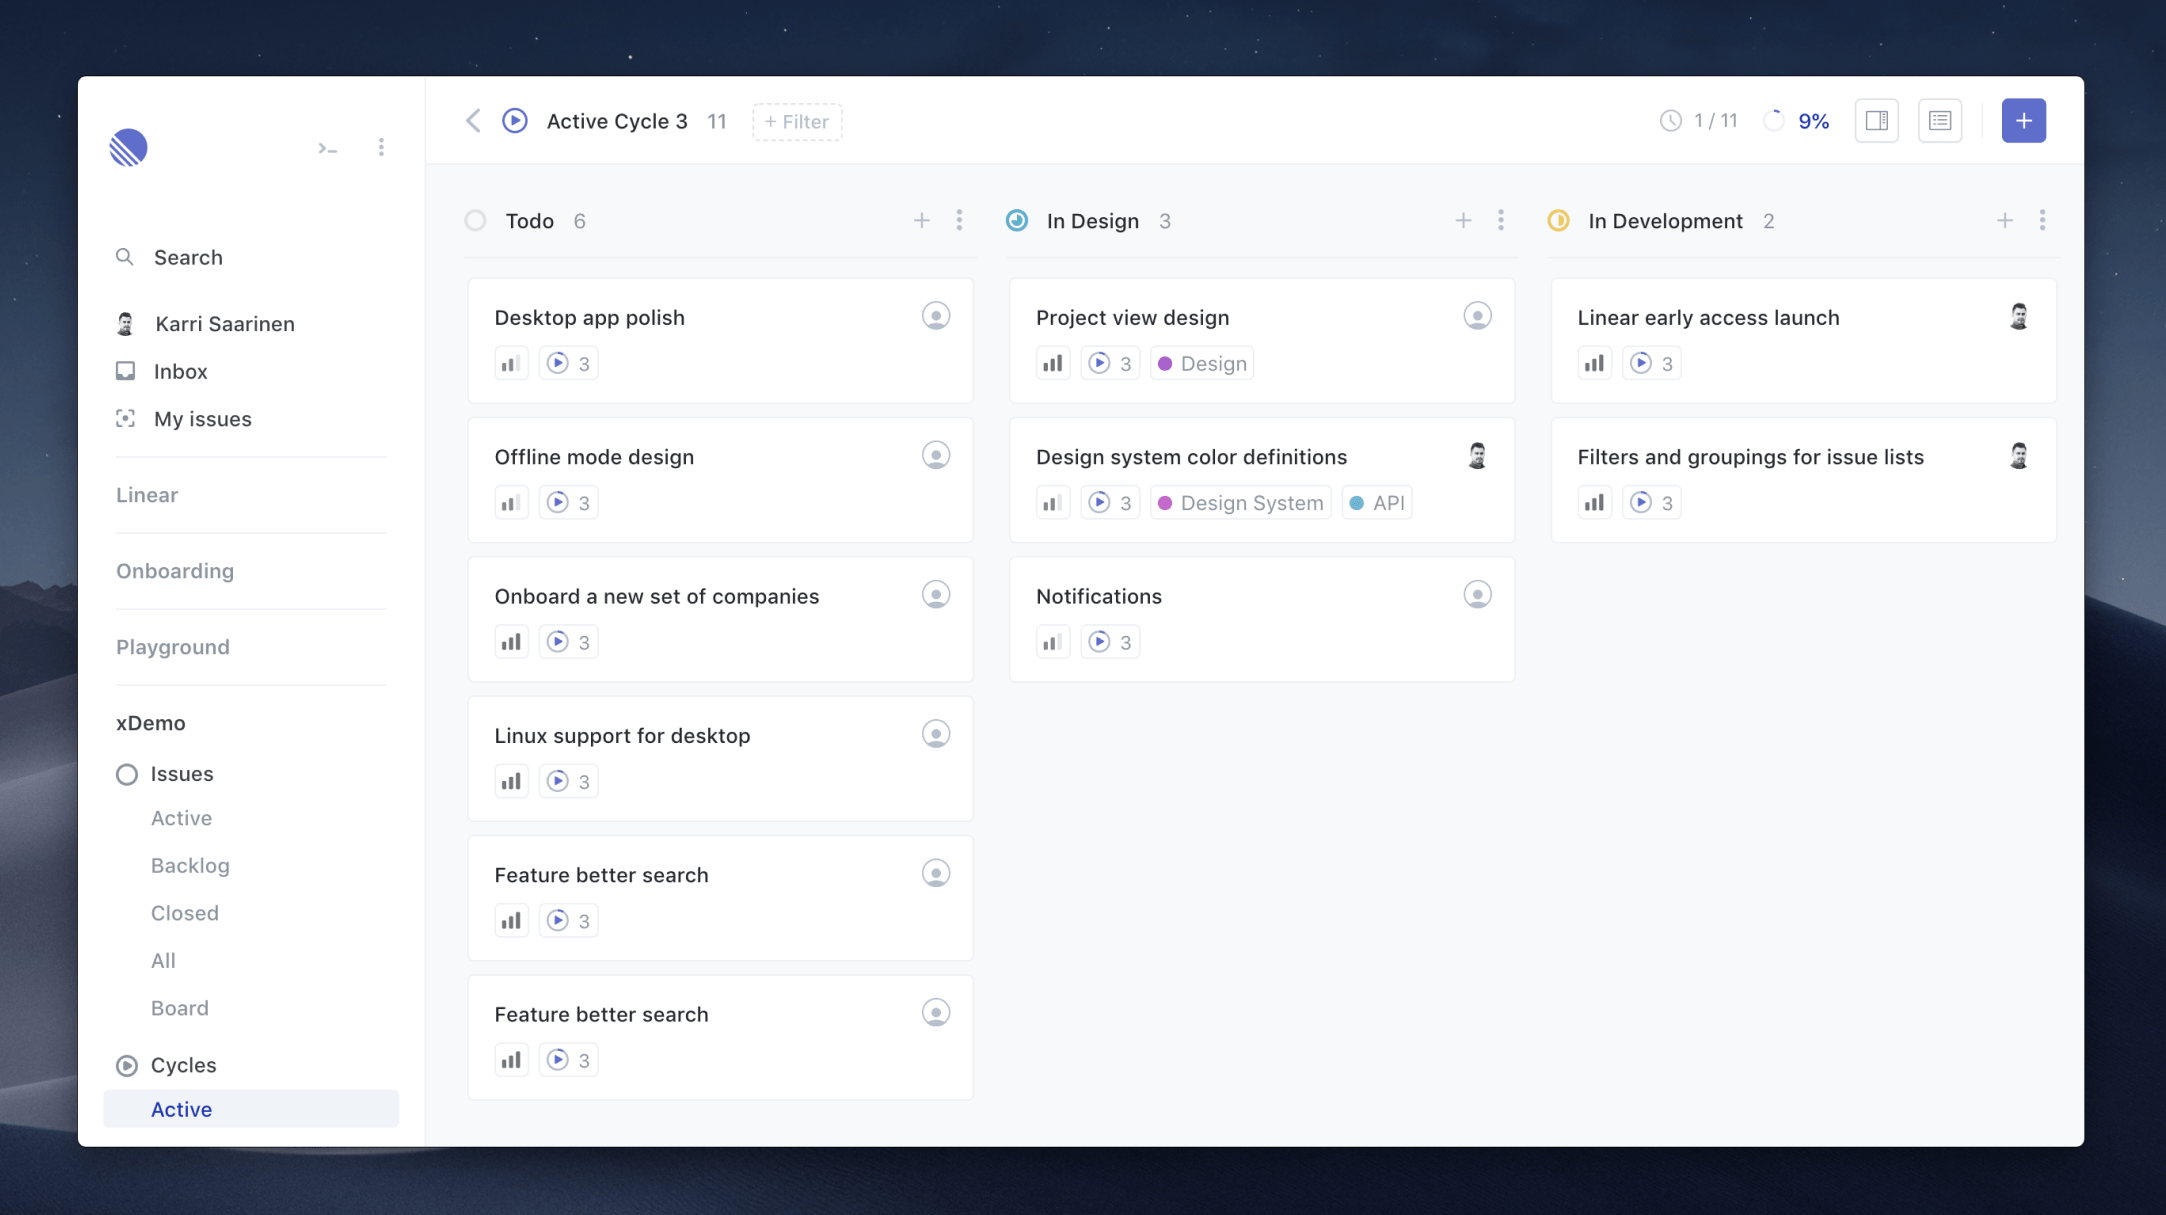 Search
Karri Saarinen
Inbox
My issues
Linear
Onboarding
Playground
xDemo
Issues
Active
Backlog
Closed
All
Board
Cycles
Active
Active Cycle 3 11 + Filter
1 / 11 9%
+
Todo 6
Desktop app polish
3
Offline mode design
3
Onboard a new set of companies
3
Linux support for desktop
3
Feature better search
3
Feature better search
3
In Design 3
Project view design
3 Design
Design system color definitions
3 Design System API
Notifications
3
In Development 2
Linear early access launch
3
Filters and groupings for issue lists
3